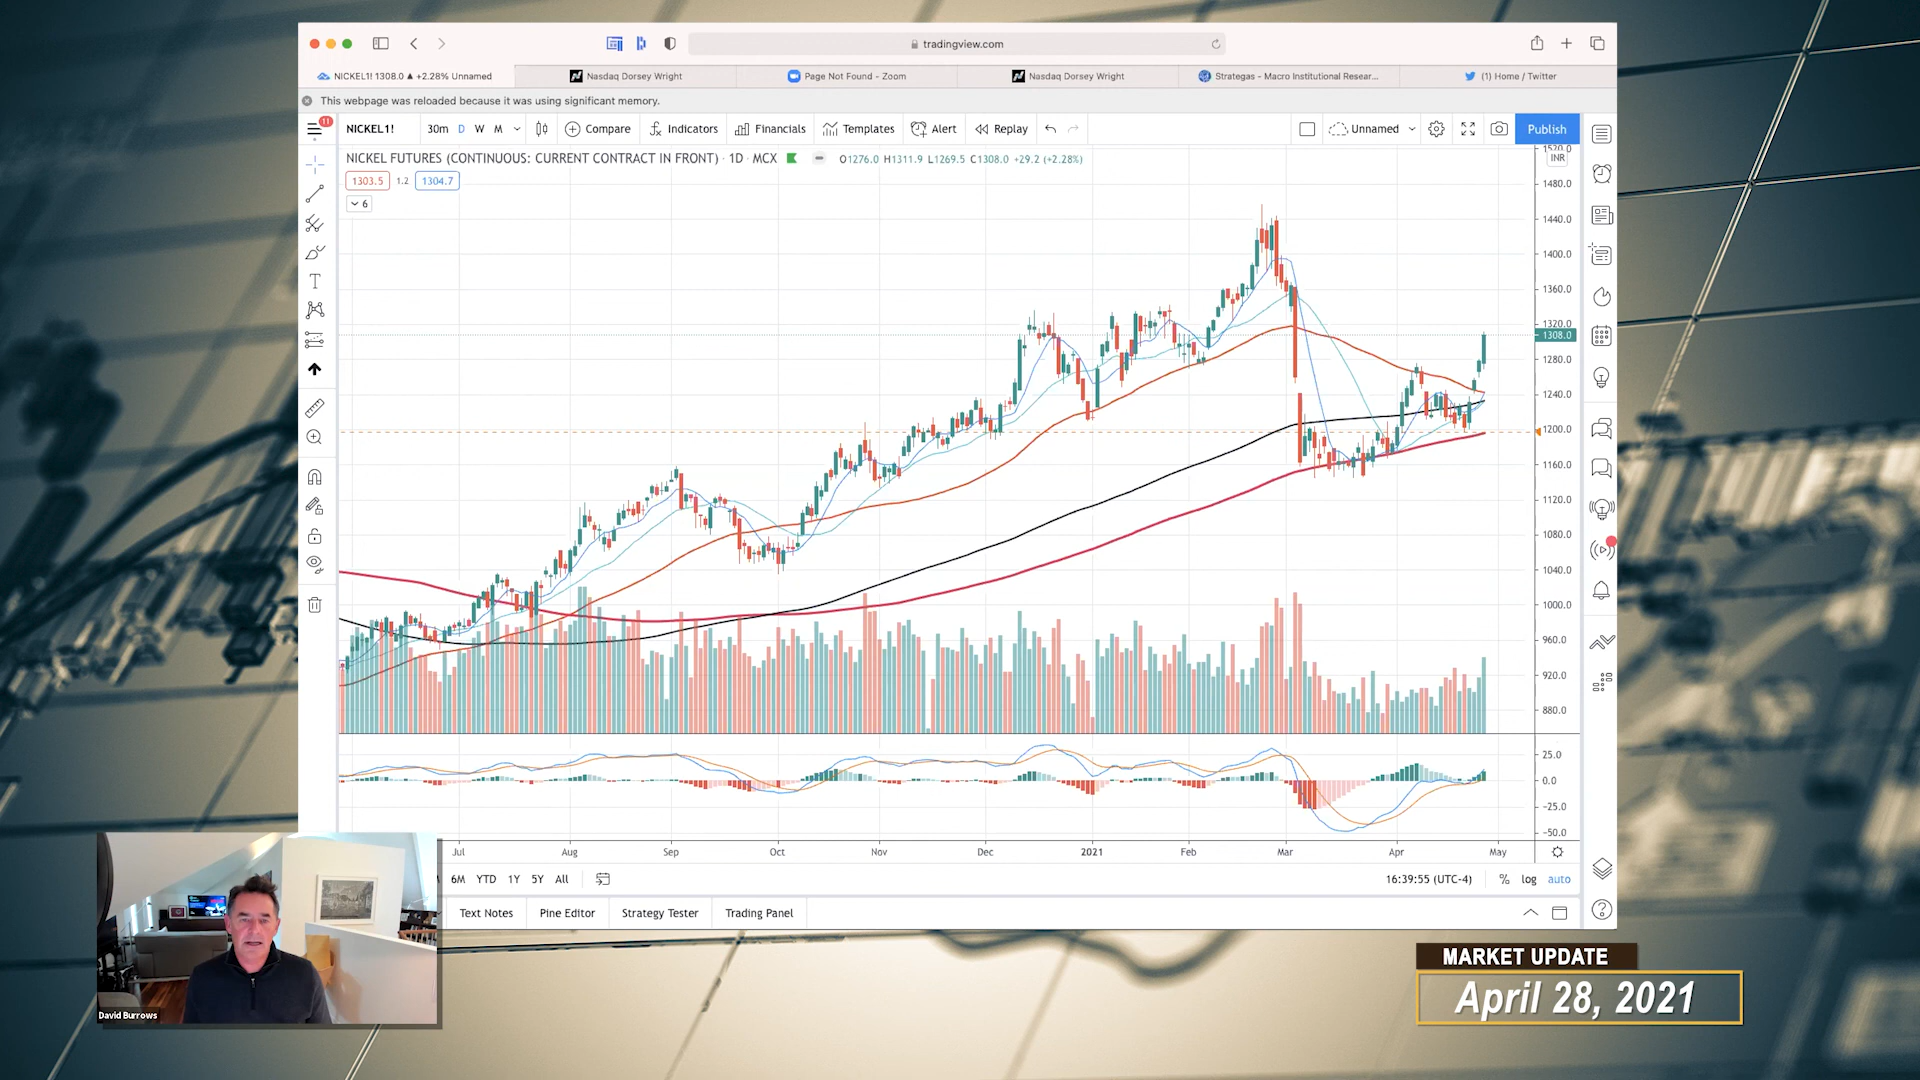 tradingview.com
NICKEL1! 1308.0 ▲ +2.28% Unnamed
Nasdaq Dorsey Wright
Page Not Found - Zoom
Nasdaq Dorsey Wright
Strategas - Macro Institutional Resear...
(1) Home / Twitter
This webpage was reloaded because it was using significant memory.
11
NICKEL1! 30m D W M Compare Indicators Financials Templates Alert Replay Unnamed Publish
NICKEL FUTURES (CONTINUOUS: CURRENT CONTRACT IN FRONT) · 1D · MCX O1276.0 H1311.9 L1269.5 C1308.0 +29.2 (+2.28%)
1303.5 1.2 1304.7
6
1520.0
INR
1480.0
1440.0
1400.0
1360.0
1320.0
1308.0
1280.0
1240.0
1200.0
1160.0
1120.0
1080.0
1040.0
1000.0
960.0
920.0
880.0
25.0
0.0
−25.0
−50.0
Jul Aug Sep Oct Nov Dec 2021 Feb Mar Apr May
6M YTD 1Y 5Y All 16:39:55 (UTC-4) % log auto
Text Notes Pine Editor Strategy Tester Trading Panel
David Burrows
MARKET UPDATE
April 28, 2021